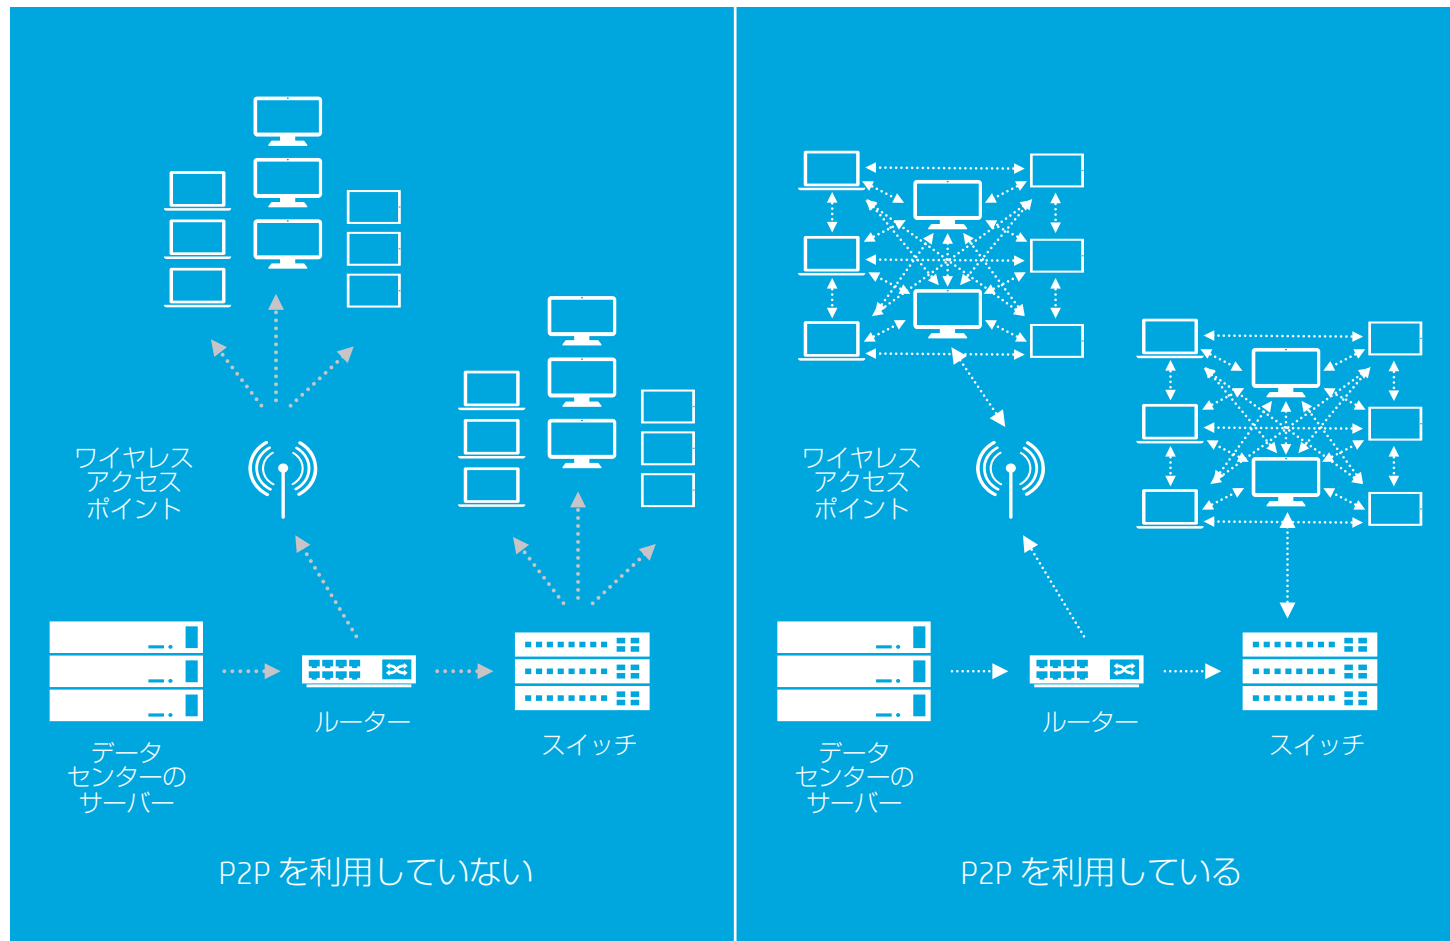 ワイヤレス
アクセス
ポイント
ルーター
スイッチ
データ
センターの
サーバー
P2P を利用していない
ワイヤレス
アクセス
ポイント
ルーター
スイッチ
データ
センターの
サーバー
P2P を利用している